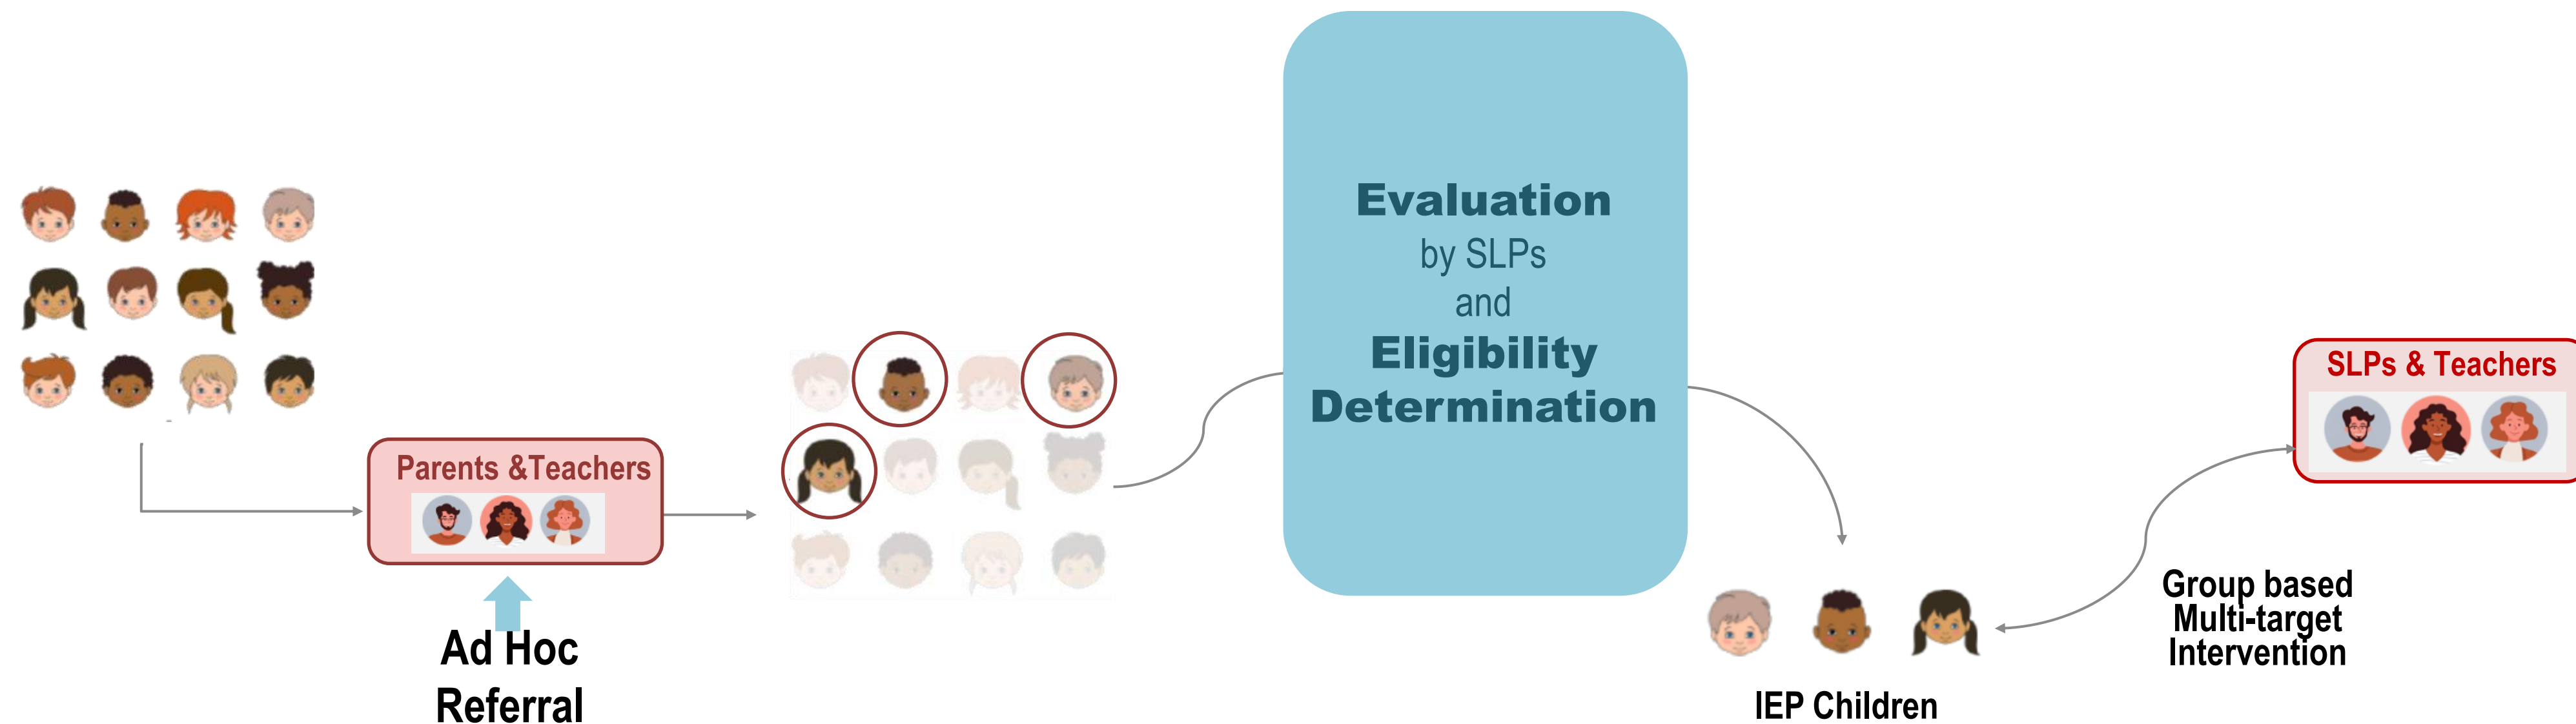 Parents &Teachers
Ad Hoc
Referral
Evaluation
by SLPs
and
Eligibility
Determination
IEP Children
Group based
Multi-target
Intervention
SLPs & Teachers